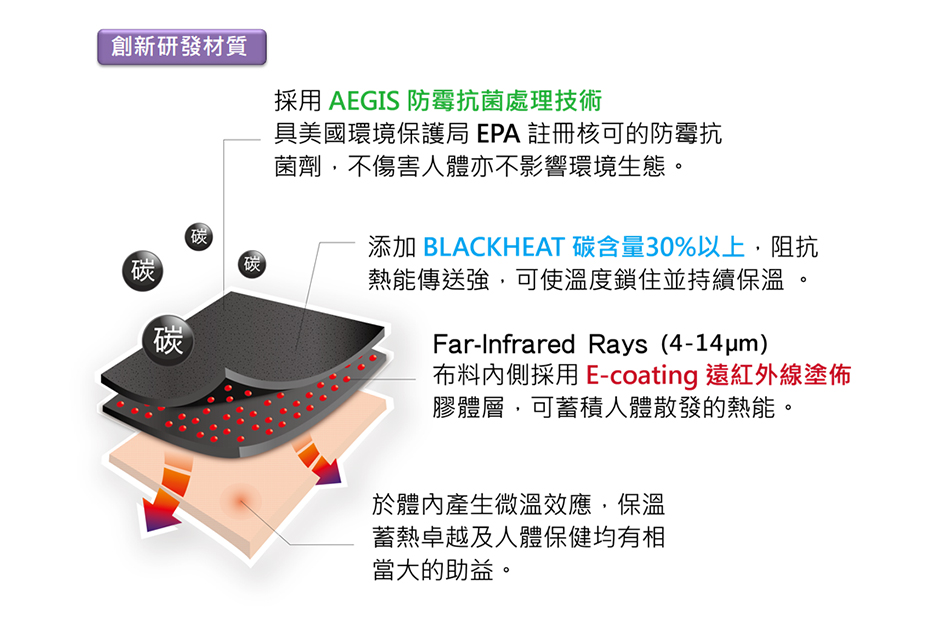 創新研發材質
採用 AEGIS 防霉抗菌處理技術
具美國環境保護局 EPA 註冊核可的防霉抗
菌劑，不傷害人體亦不影響環境生態。
碳
碳
碳
碳
添加 BLACKHEAT 碳含量30%以上，阻抗
熱能傳送強，可使溫度鎖住並持續保溫 。
Far-Infrared Rays (4-14μm)
布料內側採用 E-coating 遠紅外線塗佈
膠體層，可蓄積人體散發的熱能。
於體內產生微溫效應，保溫
蓄熱卓越及人體保健均有相
當大的助益。